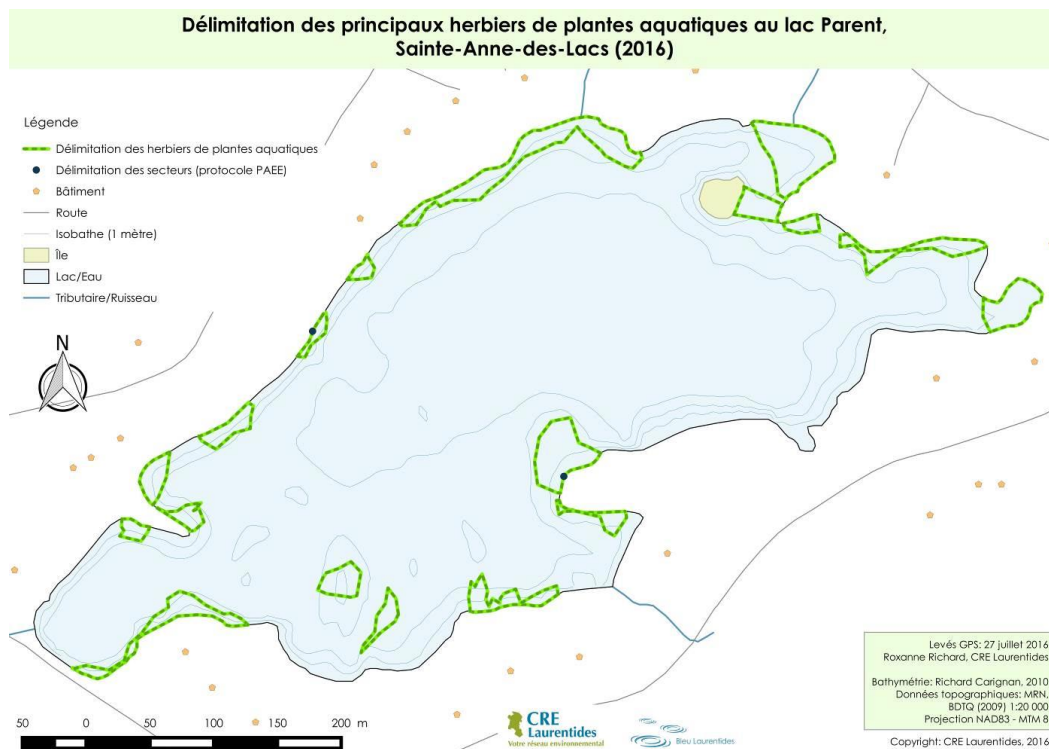 Délimitation des principaux herbiers de plantes aquatiques au lac Parent,
Sainte-Anne-des-Lacs (2016)
Légende
Délimitation des herbiers de plantes aquatiques
Délimitation des secteurs (protocole PAEE)
Bâtiment
Route
Isobathe (1 mètre)
Île
Lac/Eau
Tributaire/Ruisseau
N
50 0 50 100 150 200 m
CRE
Laurentides
Votre réseau environnemental
Bleu Laurentides
Levés GPS: 27 juillet 2016
Roxanne Richard, CRE Laurentides
Bathymétrie: Richard Carignan, 2010
Données topographiques: MRN,
BDTQ (2009) 1:20 000
Projection NAD83 - MTM 8
Copyright: CRE Laurentides, 2016